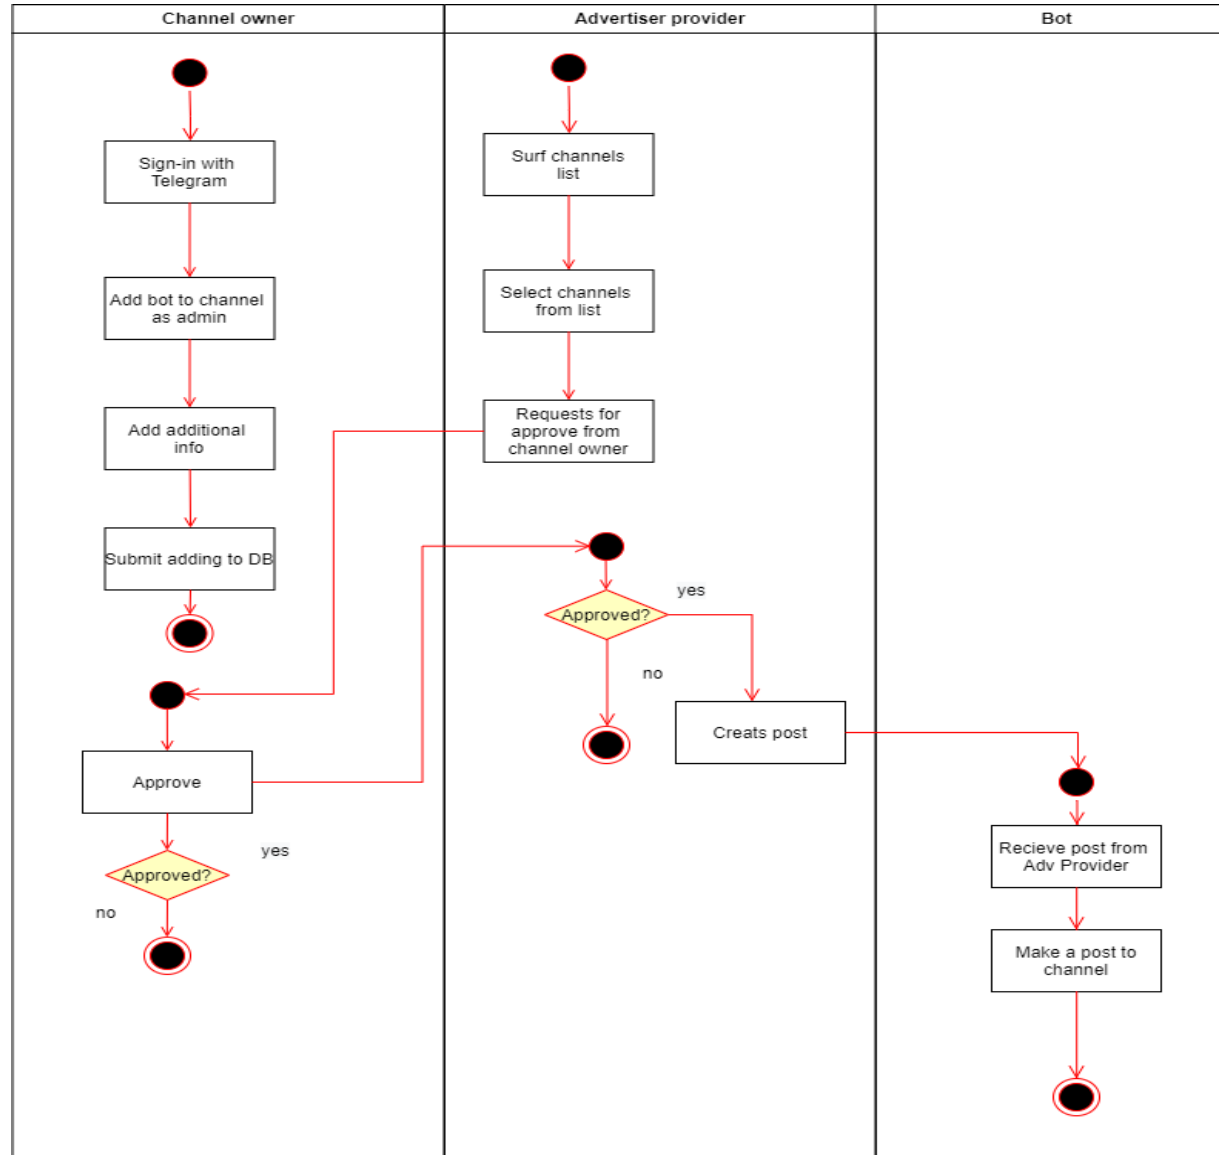 Channel owner
Advertiser provider
Bot
Sign-in with
Telegram
Add bot to channel
as admin
Add additional
info
Submit adding to DB
Approve
yes
Approved?
no
Surf channels
list
Select channels
from list
Requests for
approve from
channel owner
yes
Approved?
no
Creats post
Recieve post from
Adv Provider
Make a post to
channel